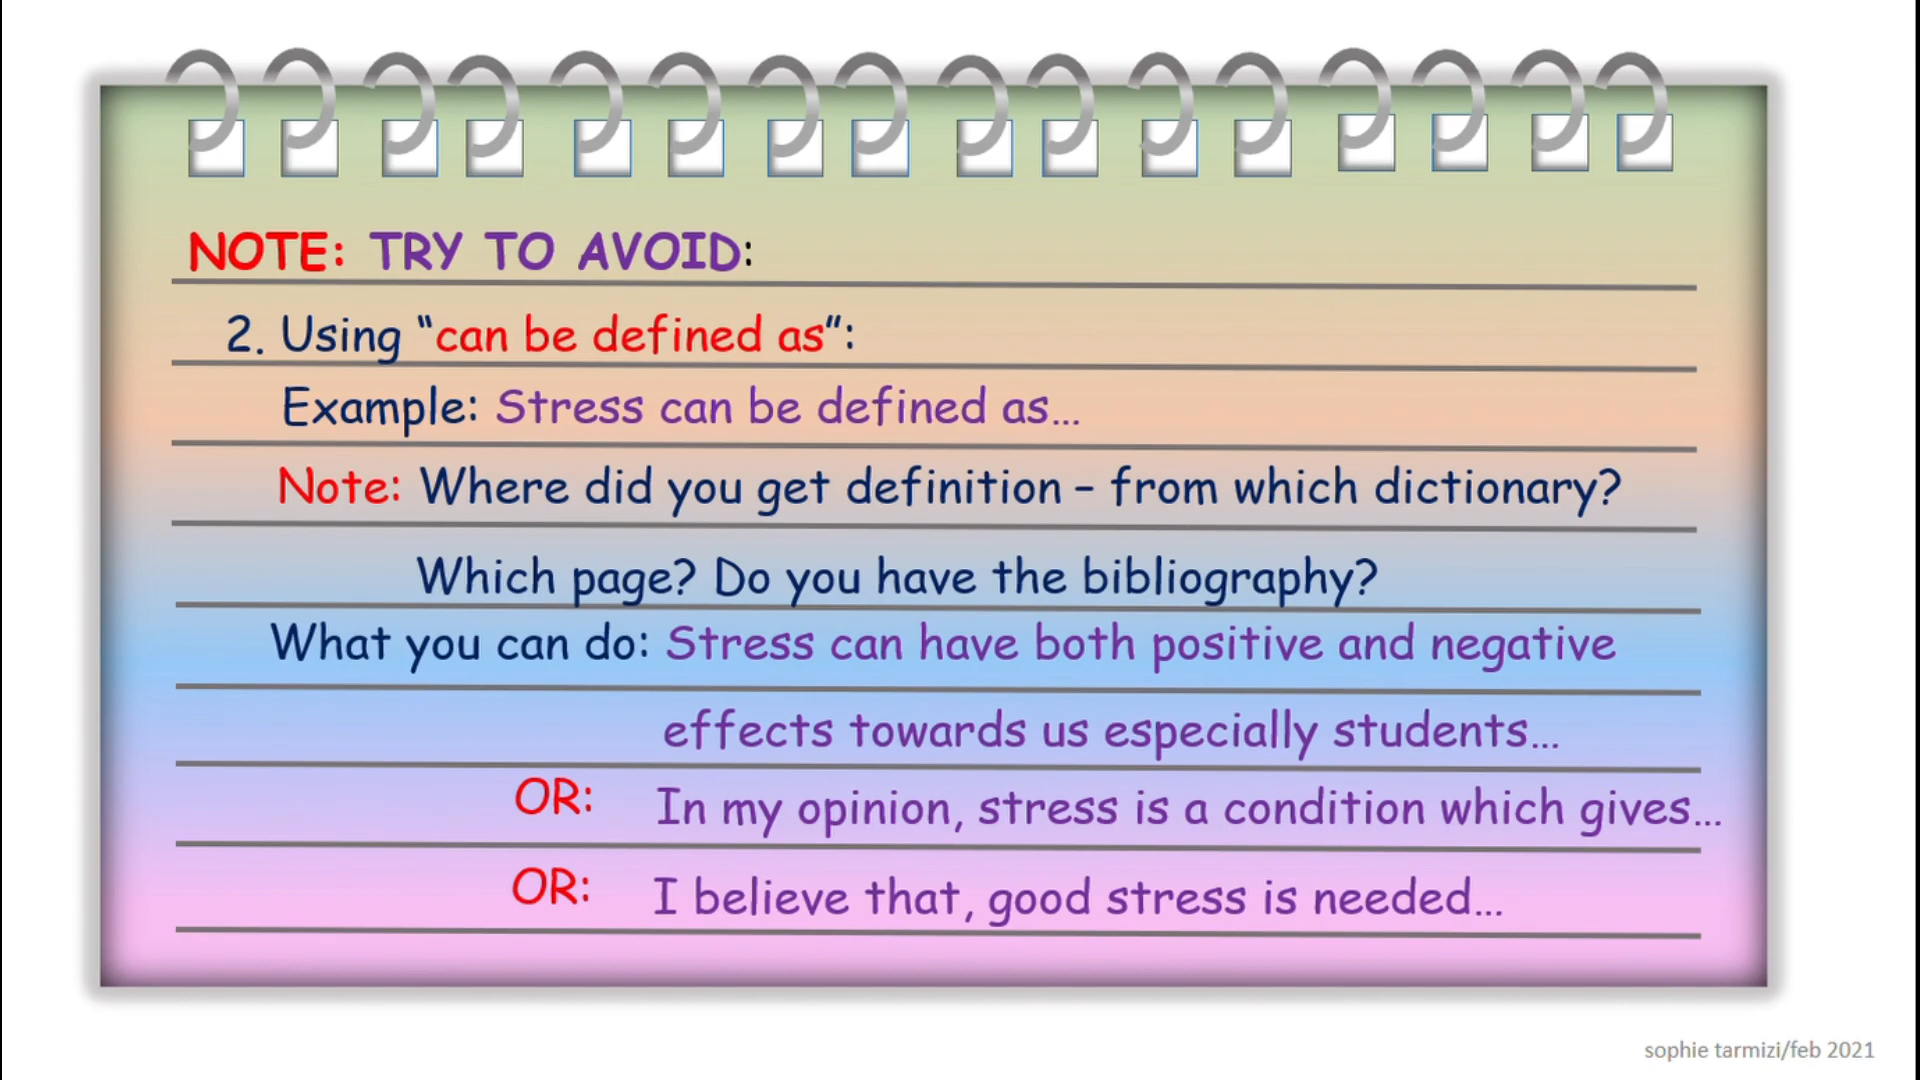 NOTE: TRY TO AVOID:
2. Using “can be defined as”:
Example: Stress can be defined as...
Note: Where did you get definition – from which dictionary?
Which page? Do you have the bibliography?
What you can do: Stress can have both positive and negative
effects towards us especially students...
OR: In my opinion, stress is a condition which gives...
OR: I believe that, good stress is needed...
sophie tarmizi/feb 2021